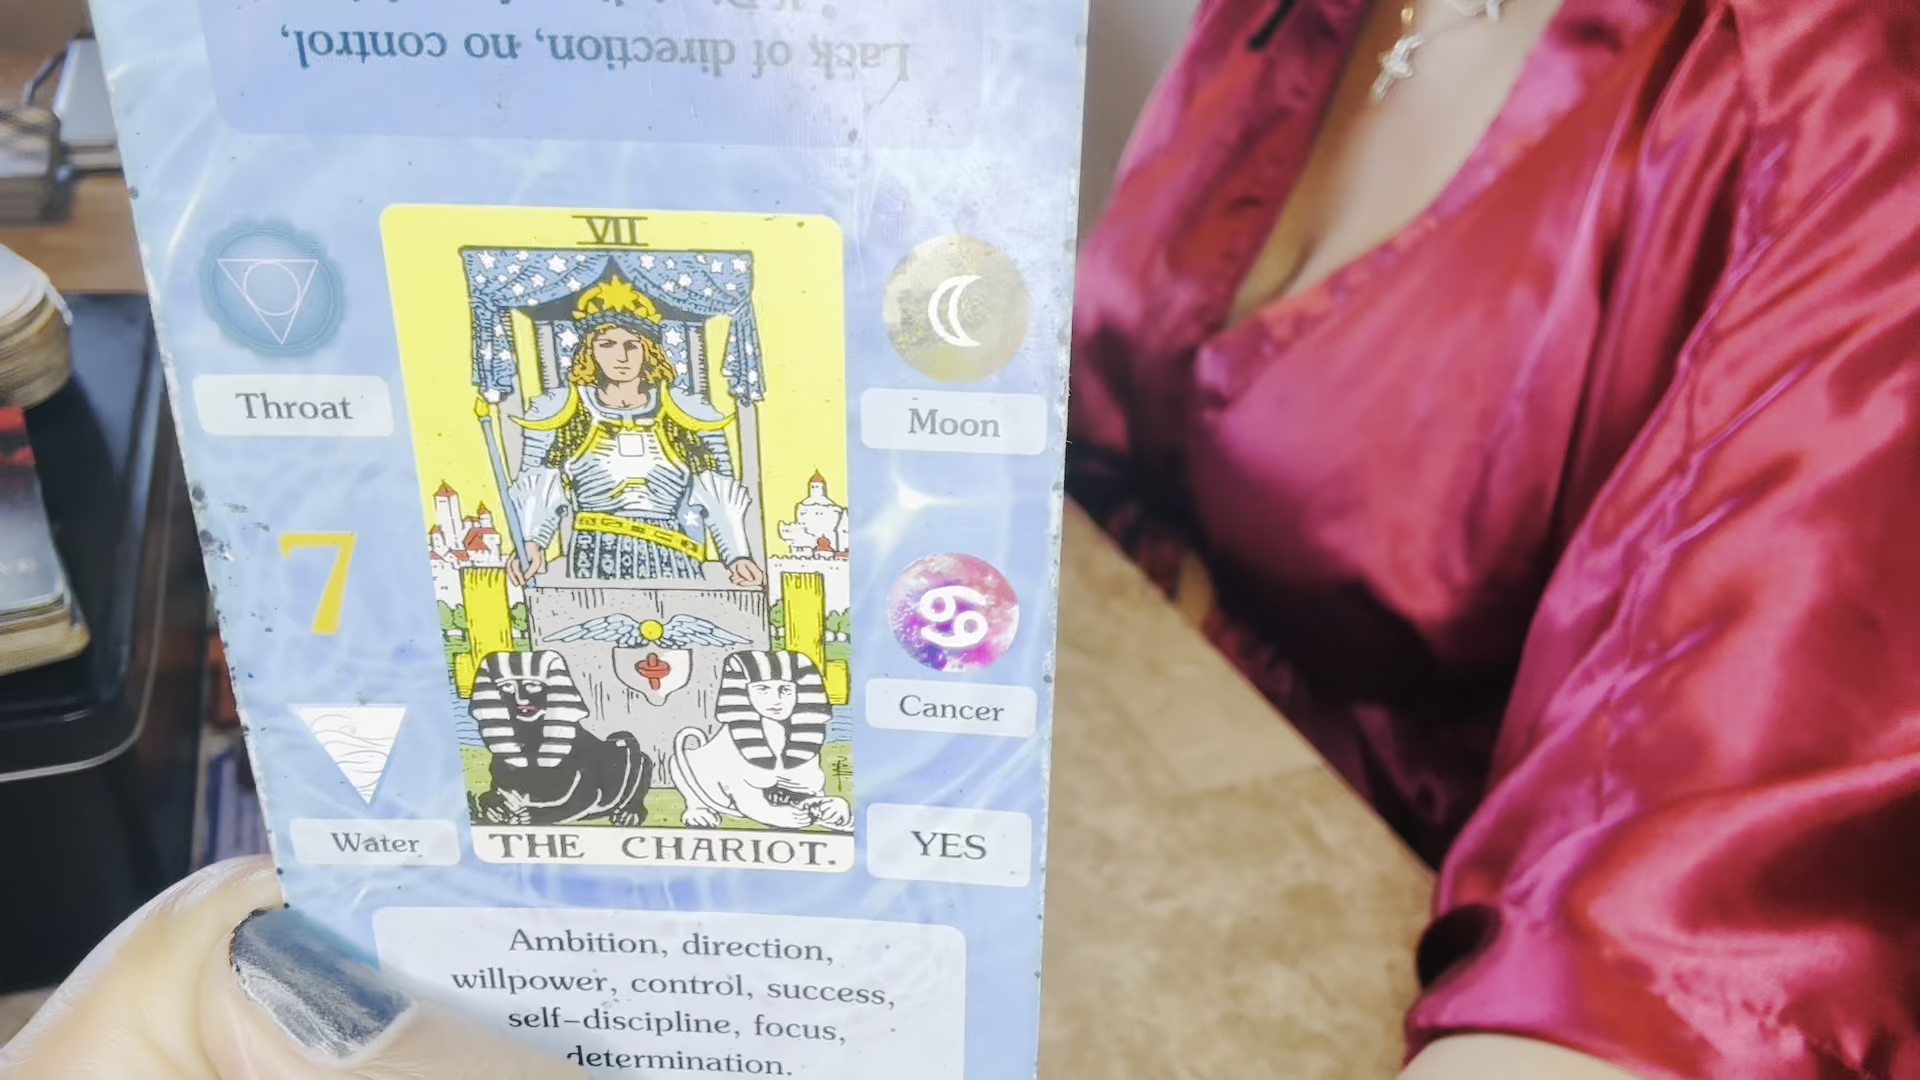 Lack of direction, no control,
VII
Throat
Moon
7
Cancer
Water
YES
THE CHARIOT.
Ambition, direction,
willpower, control, success,
self-discipline, focus,
determination.